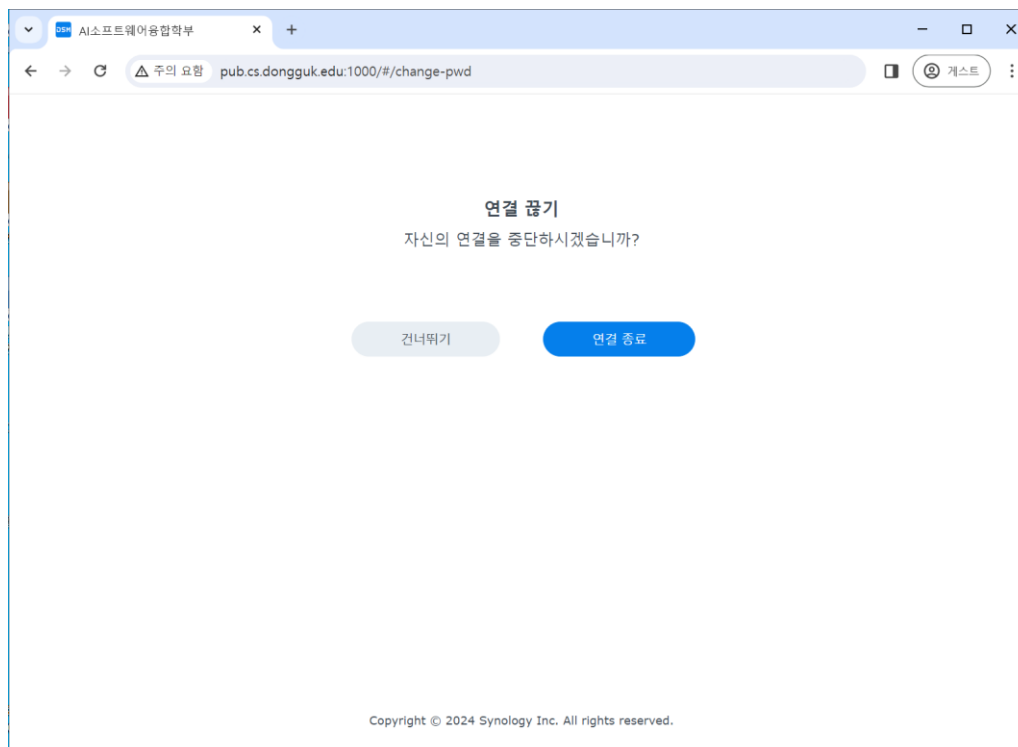 DSM AI소프트웨어융합학부
주의 요함 pub.cs.dongguk.edu:1000/#/change-pwd 게스트
연결 끊기
자신의 연결을 중단하시겠습니까?
건너뛰기 연결 종료
Copyright © 2024 Synology Inc. All rights reserved.